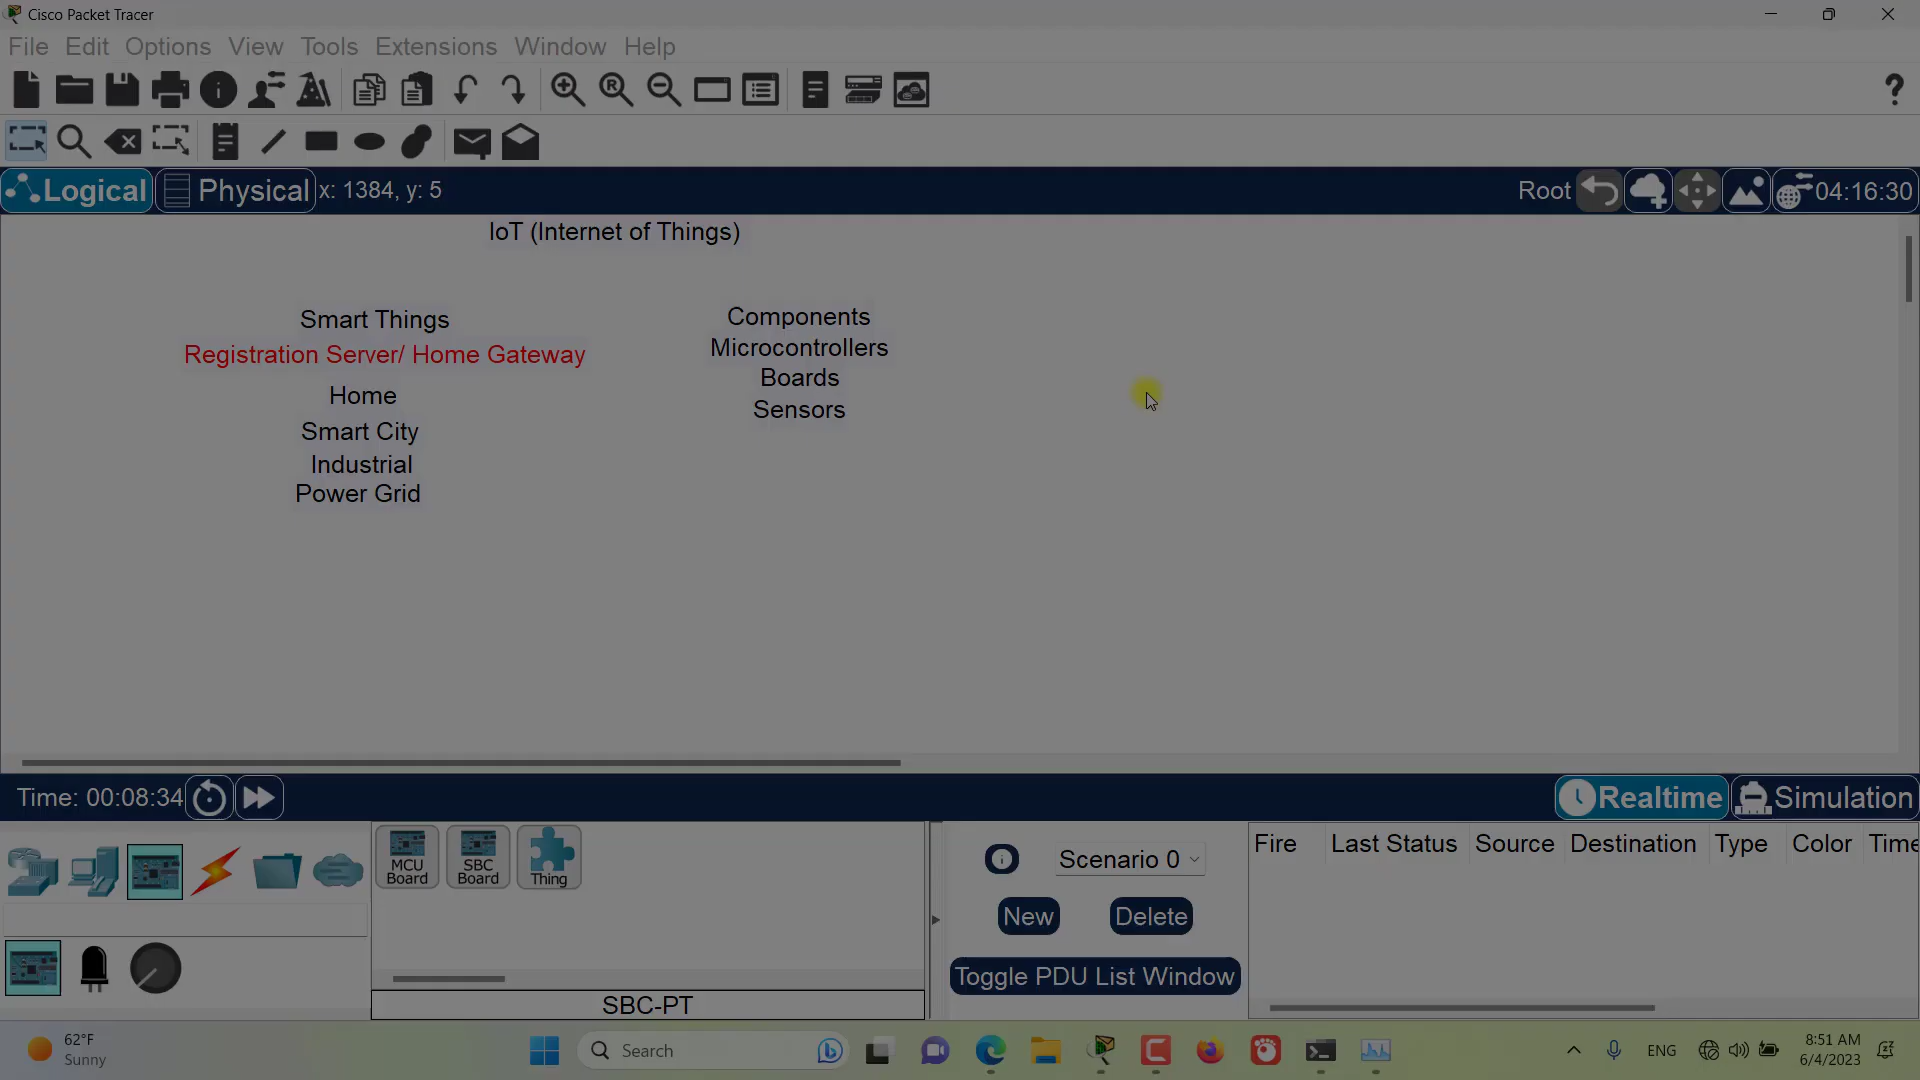 Cisco Packet Tracer
File Edit Options View Tools Extensions Window Help
Logical Physical x: 1384, y: 5 Root 04:16:30
IoT (Internet of Things)
Smart Things
Registration Server/ Home Gateway
Home
Smart City
Industrial
Power Grid
Components
Microcontrollers
Boards
Sensors
Time: 00:08:34 Realtime Simulation
MCU Board
SBC Board
Thing
SBC-PT
Scenario 0
New Delete
Toggle PDU List Window
Fire Last Status Source Destination Type Color Time
62°F
Sunny
Search
ENG
8:51 AM
6/4/2023